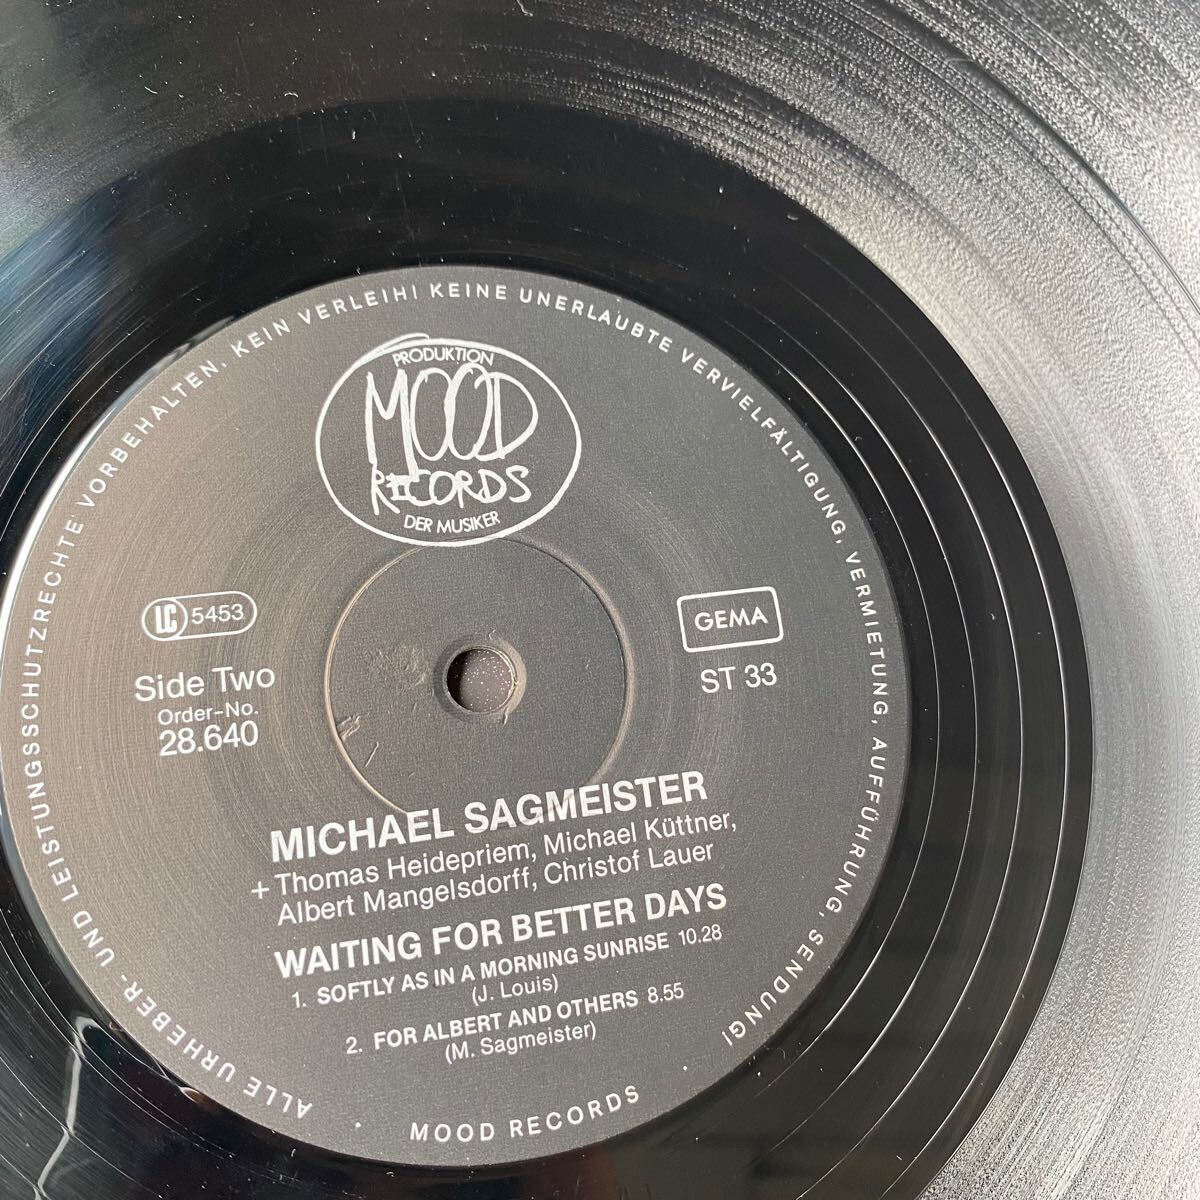 ALLE URHEBER- UND LEISTUNGSSCHUTZRECHTE VORBEHALTEN. KEIN VERLEIH! KEINE UNERLAUBTE VERVIELFÄLTIGUNG, VERMIETUNG, AUFFÜHRUNG, SENDUNG!
PRODUKTION
MOOD
RECORDS
DER MUSIKER
LC 5453
GEMA
Side Two
ST 33
Order-No.
28.640
MICHAEL SAGMEISTER
+ Thomas Heidepriem, Michael Küttner,
Albert Mangelsdorff, Christof Lauer
WAITING FOR BETTER DAYS
1. SOFTLY AS IN A MORNING SUNRISE 10.28
(J. Louis)
2. FOR ALBERT AND OTHERS 8.55
(M. Sagmeister)
· MOOD RECORDS ·